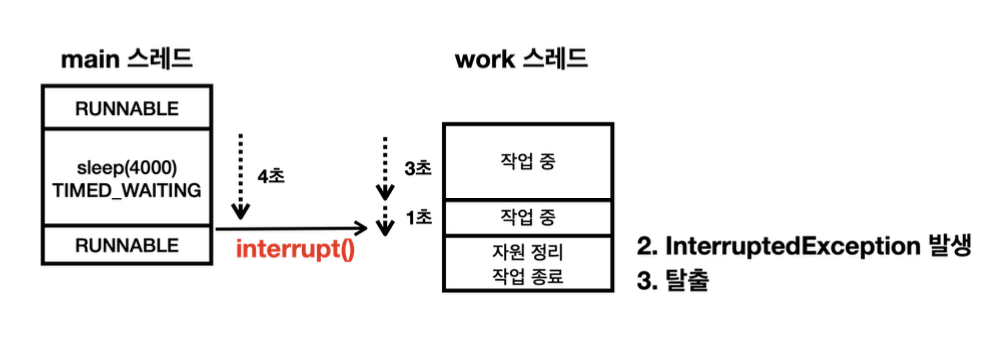 main 스레드
work 스레드
RUNNABLE
sleep(4000)
TIMED_WAITING
RUNNABLE
4초
interrupt()
3초
1초
작업 중
작업 중
자원 정리
작업 종료
2. InterruptedException 발생
3. 탈출